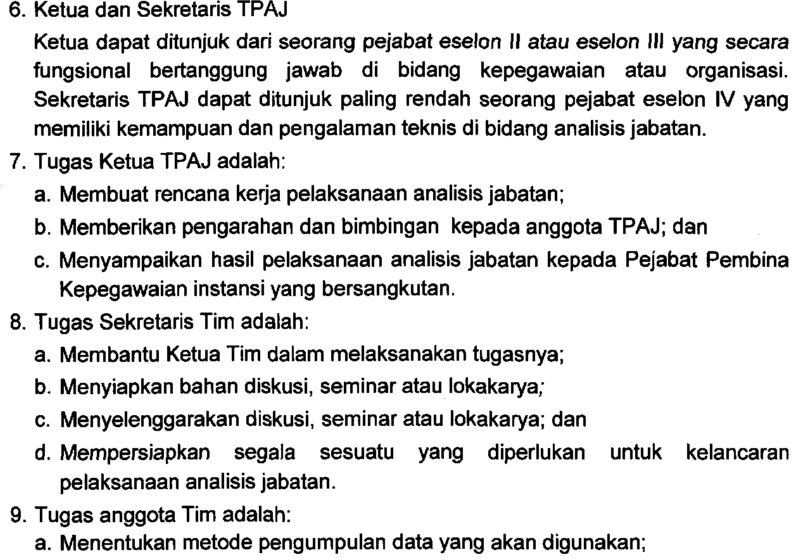 6. Ketua dan Sekretaris TPAJ
Ketua dapat ditunjuk dari seorang pejabat eselon II atau eselon III yang secara
fungsional bertanggung jawab di bidang kepegawaian atau organisasi.
Sekretaris TPAJ dapat ditunjuk paling rendah seorang pejabat eselon IV yang
memiliki kemampuan dan pengalaman teknis di bidang analisis jabatan.
7. Tugas Ketua TPAJ adalah:
a. Membuat rencana kerja pelaksanaan analisis jabatan;
b. Memberikan pengarahan dan bimbingan kepada anggota TPAJ; dan
c. Menyampaikan hasil pelaksanaan analisis jabatan kepada Pejabat Pembina
Kepegawaian instansi yang bersangkutan.
8. Tugas Sekretaris Tim adalah:
a. Membantu Ketua Tim dalam melaksanakan tugasnya;
b. Menyiapkan bahan diskusi, seminar atau lokakarya;
c. Menyelenggarakan diskusi, seminar atau lokakarya; dan
d. Mempersiapkan segala sesuatu yang diperlukan untuk kelancaran
pelaksanaan analisis jabatan.
9. Tugas anggota Tim adalah:
a. Menentukan metode pengumpulan data yang akan digunakan;